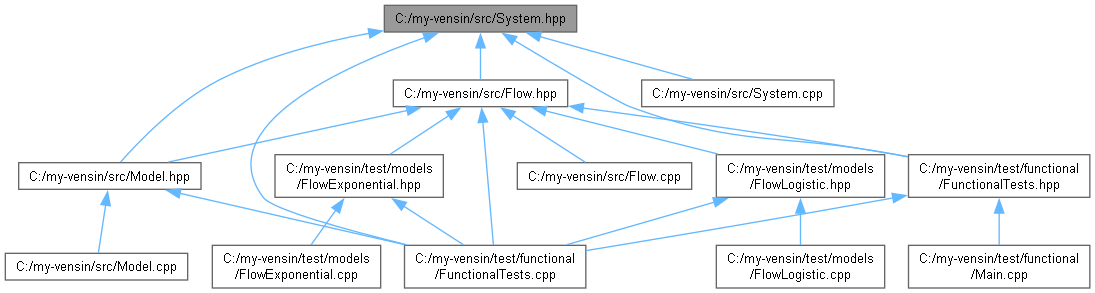 C:/my-vensin/src/System.hpp
C:/my-vensin/src/Flow.hpp
C:/my-vensin/src/System.cpp
C:/my-vensin/src/Model.hpp
C:/my-vensin/test/models
/FlowExponential.hpp
C:/my-vensin/src/Flow.cpp
C:/my-vensin/test/models
/FlowLogistic.hpp
C:/my-vensin/test/functional
/FunctionalTests.hpp
C:/my-vensin/src/Model.cpp
C:/my-vensin/test/models
/FlowExponential.cpp
C:/my-vensin/test/functional
/FunctionalTests.cpp
C:/my-vensin/test/models
/FlowLogistic.cpp
C:/my-vensin/test/functional
/Main.cpp